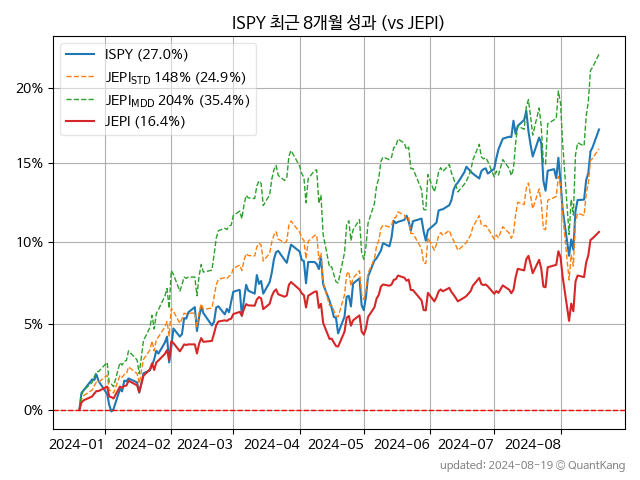 ISPY 최근 8개월 성과 (vs JEPI)
ISPY (27.0%)
JEPI_STD 148% (24.9%)
JEPI_MDD 204% (35.4%)
JEPI (16.4%)
20%
15%
10%
5%
0%
2024-01 2024-02 2024-03 2024-04 2024-05 2024-06 2024-07 2024-08
updated: 2024-08-19 © QuantKang